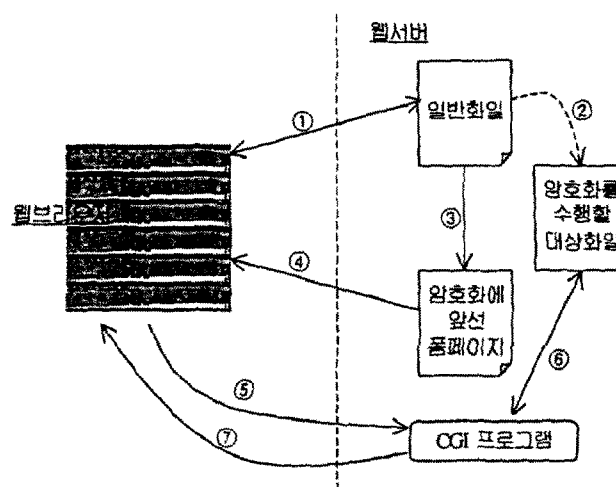 웹서버
일반화일
①
②
암호화를
수행할
대상화일
웹브라우저
③
④
암호화에
앞선
폼페이지
⑤
⑥
⑦
CGI 프로그램